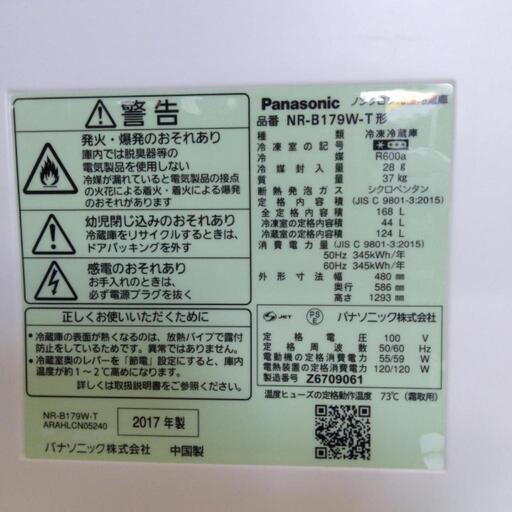 警告
発火・爆発のおそれあり
庫内では脱臭器等の
電気製品を使用しない
冷媒が漏れていると電気製品の接点
の火花による着火・着火による爆発
のおそれあり
幼児閉じ込みのおそれあり
冷蔵庫をリサイクルするときは、
ドアパッキングを外す
感電のおそれあり
お手入れのときは、
必ず電源プラグを抜く
正しくお使いいただくために
・冷蔵庫の表面が熱くなるのは、放熱パイプで露付
防止をしているためです。異常ではありません。
・冷蔵室奥のレバーを「節電」設定にすると、庫内
温度が約1～2℃高めになります。
詳しくは取扱説明書をご覧ください。
NR-B179W-T
ARAHLCN05240
2017年製
パナソニック株式会社 中国製
Panasonic
品番 NR-B179W-T形
種類 冷凍冷蔵庫
冷凍室の記号
冷媒 R600a
冷媒封入量 28 g
質量 37 kg
断熱発泡ガス シクロペンタン
定格内容積 (JIS C 9801-3:2015)
全定格内容積 168 L
冷凍室の定格内容積 44 L
冷蔵室の定格内容積 124 L
消費電力量 (JIS C 9801-3:2015)
50Hz 345kWh/年
60Hz 345kWh/年
外形寸法 幅 480 mm
奥行 586 mm
高さ 1293 mm
JET PSE パナソニック株式会社
定格電圧 100 V
定格周波数 50/60 Hz
電動機の定格消費電力 55/59 W
電熱装置の定格消費電力 120/120 W
製造番号 Z6709061
温度ヒューズの定格動作温度 73℃(霜取用)